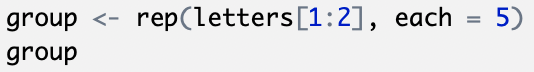 group <- rep(letters[1:2], each = 5)
group